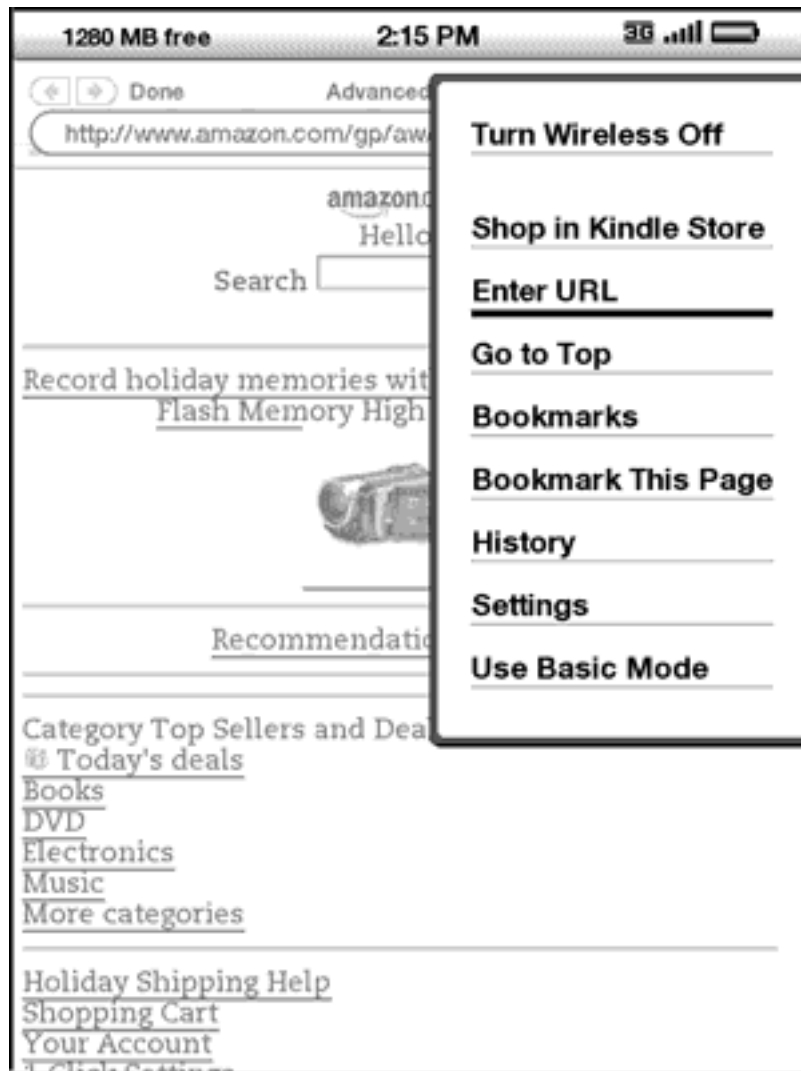 1280 MB free 2:15 PM 3G
Done Advanced
http://www.amazon.com/gp/aw/
amazon.c
Hello
Search
Record holiday memories wit
Flash Memory High
Recommendatio
Category Top Sellers and Deal
Today's deals
Books
DVD
Electronics
Music
More categories
Holiday Shipping Help
Shopping Cart
Your Account
1-Click Settings
Turn Wireless Off
Shop in Kindle Store
Enter URL
Go to Top
Bookmarks
Bookmark This Page
History
Settings
Use Basic Mode